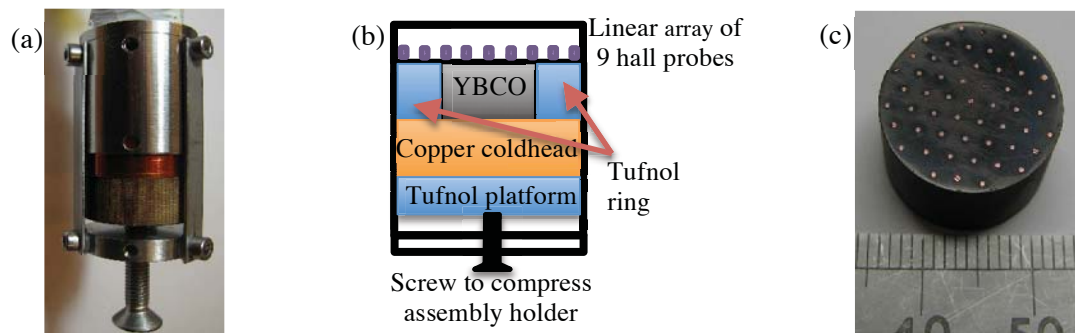 (a)
(b)
Linear array of
9 hall probes
YBCO
Copper coldhead
Tufnol platform
Tufnol
ring
Screw to compress
assembly holder
(c)
50